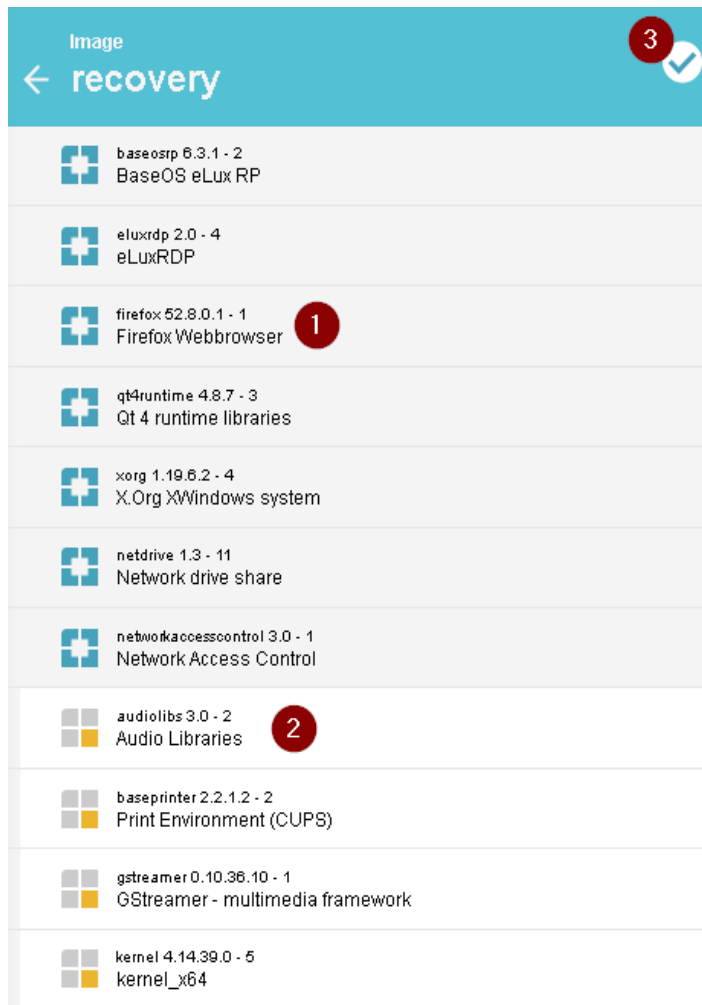 Image
recovery
3
baseosrp 6.3.1 - 2
BaseOS eLux RP
eluxrdp 2.0 - 4
eLuxRDP
firefox 52.8.0.1 - 1
Firefox Webbrowser
1
qt4runtime 4.8.7 - 3
Qt 4 runtime libraries
xorg 1.19.6.2 - 4
X.Org XWindows system
netdrive 1.3 - 11
Network drive share
networkaccesscontrol 3.0 - 1
Network Access Control
audiolibs 3.0 - 2
Audio Libraries
2
baseprinter 2.2.1.2 - 2
Print Environment (CUPS)
gstreamer 0.10.36.10 - 1
GStreamer - multimedia framework
kernel 4.14.39.0 - 5
kernel_x64